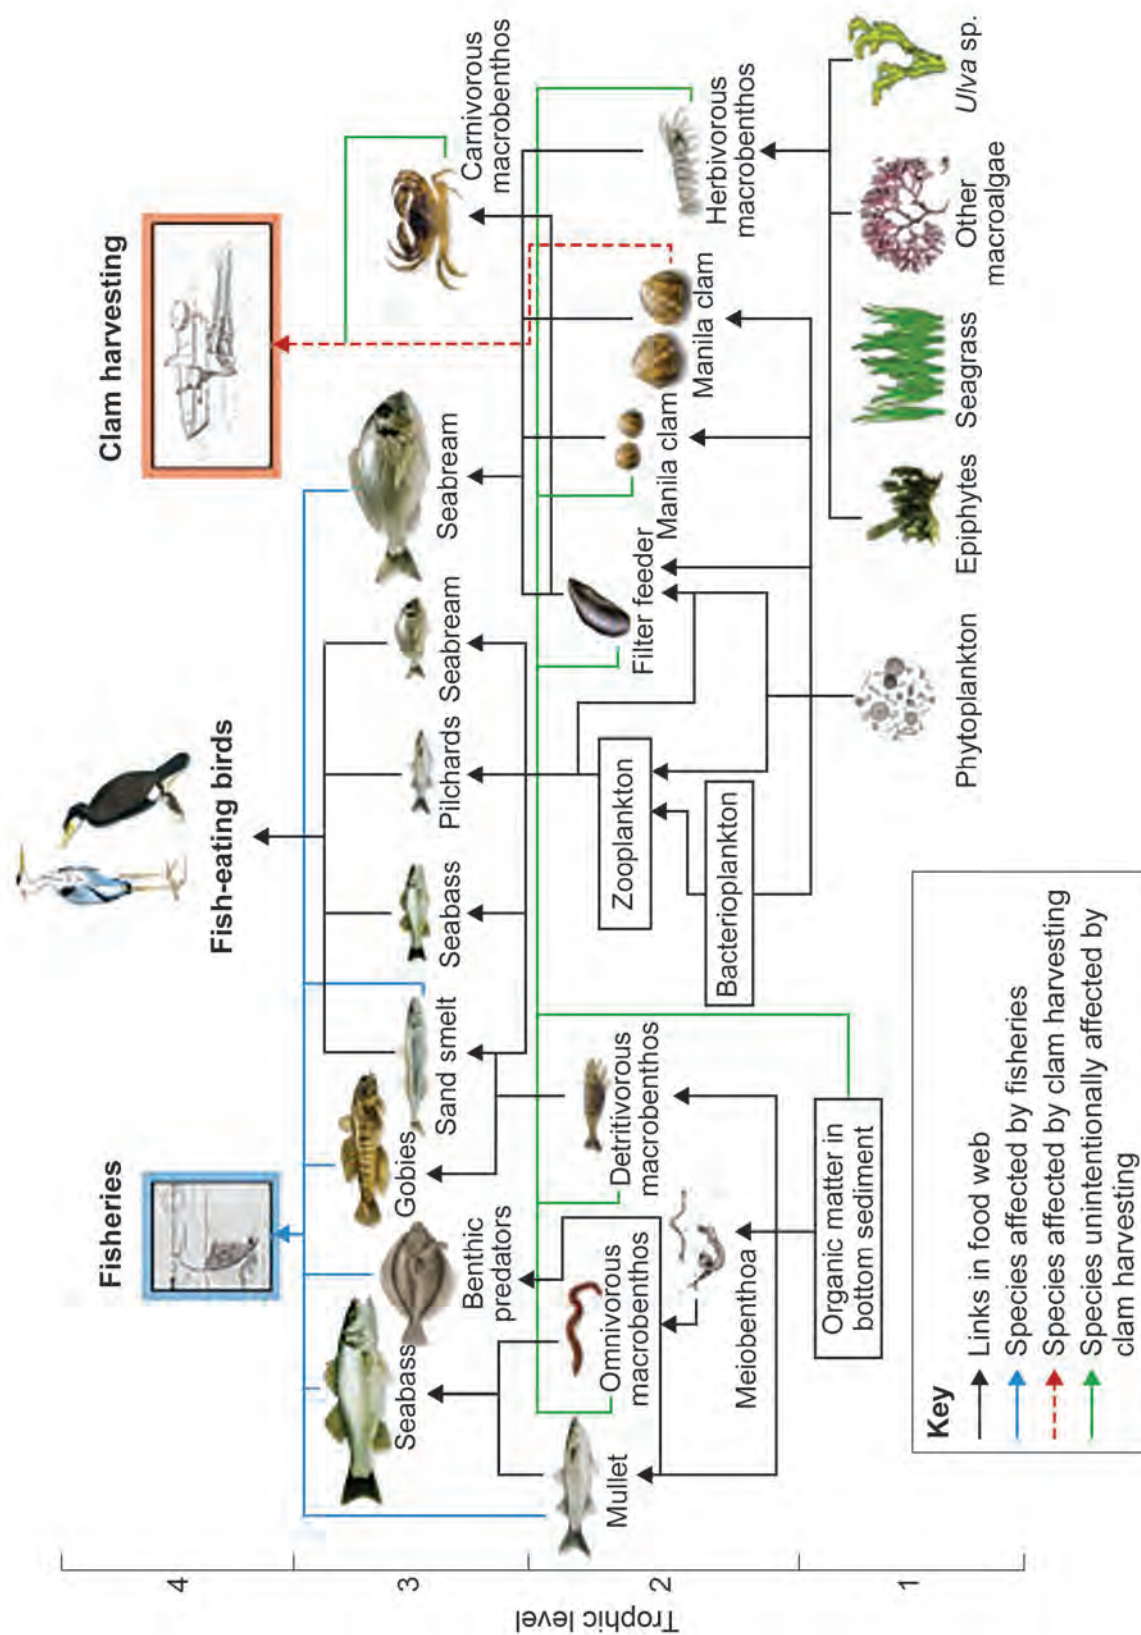 Fisheries
Fish-eating birds
Clam harvesting
Trophic level
4
3
2
1
Seabass
Benthic
predators
Gobies
Sand smelt
Seabass
Pilchards
Seabream
Seabream
Carnivorous
macrobenthos
Mullet
Omnivorous
macrobenthos
Detritivorous
macrobenthos
Zooplankton
Filter feeder
Manila clam
Manila clam
Herbivorous
macrobenthos
Meiobenthoa
Bacterioplankton
Organic matter in
bottom sediment
Phytoplankton
Epiphytes
Seagrass
Other
macroalgae
Ulva sp.
Key
Links in food web
Species affected by fisheries
Species affected by clam harvesting
Species unintentionally affected by
clam harvesting